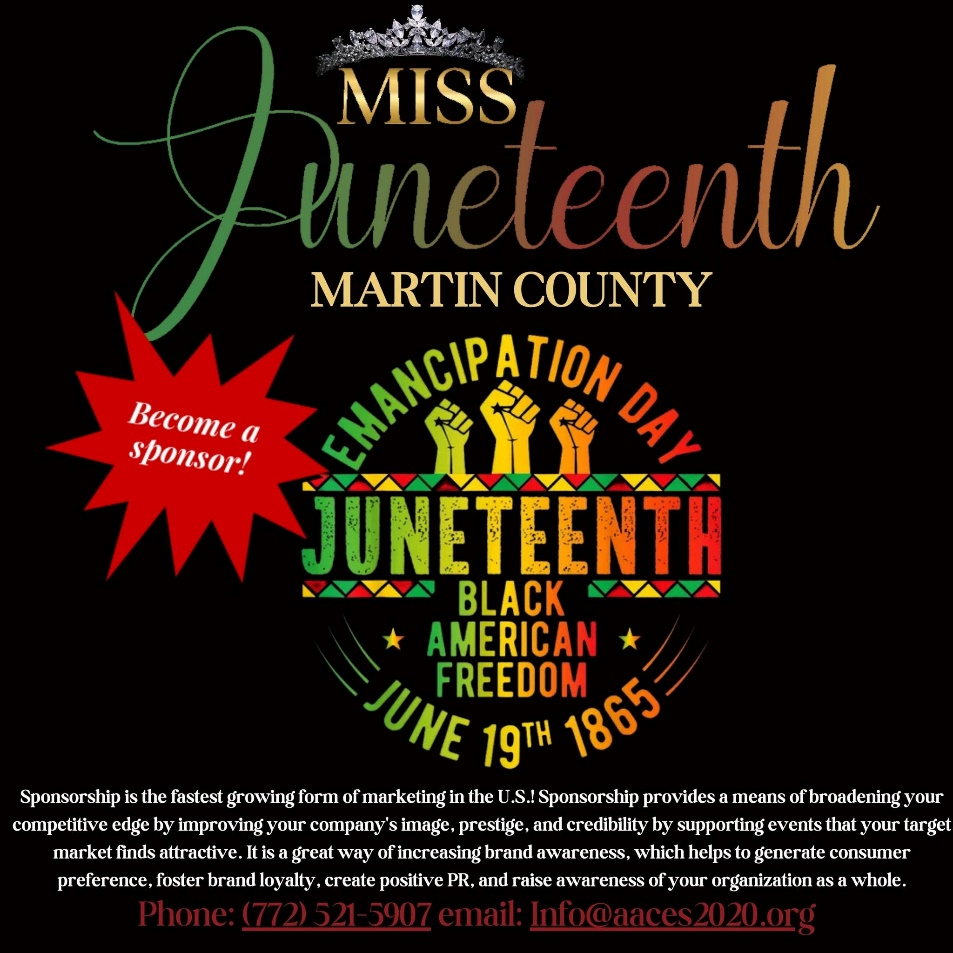 MISS
Juneteenth
MARTIN COUNTY
Become a
sponsor!
EMANCIPATION DAY
JUNETEENTH
BLACK
AMERICAN
FREEDOM
JUNE 19TH 1865
Sponsorship is the fastest growing form of marketing in the U.S.! Sponsorship provides a means of broadening your
competitive edge by improving your company's image, prestige, and credibility by supporting events that your target
market finds attractive. It is a great way of increasing brand awareness, which helps to generate consumer
preference, foster brand loyalty, create positive PR, and raise awareness of your organization as a whole.
Phone: (772) 521-5907 email: Info@aaces2020.org